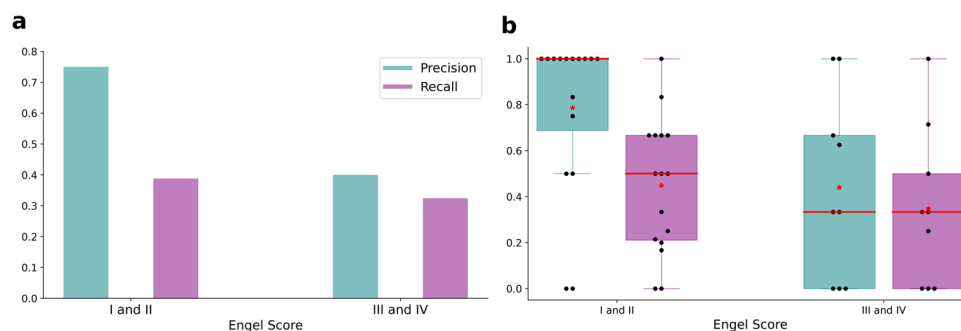 a
0.8
0.7
0.6
0.5
0.4
0.3
0.2
0.1
0.0
Precision
Recall
I and II
III and IV
Engel Score
b
1.0
0.8
0.6
0.4
0.2
0.0
I and II
III and IV
Engel Score